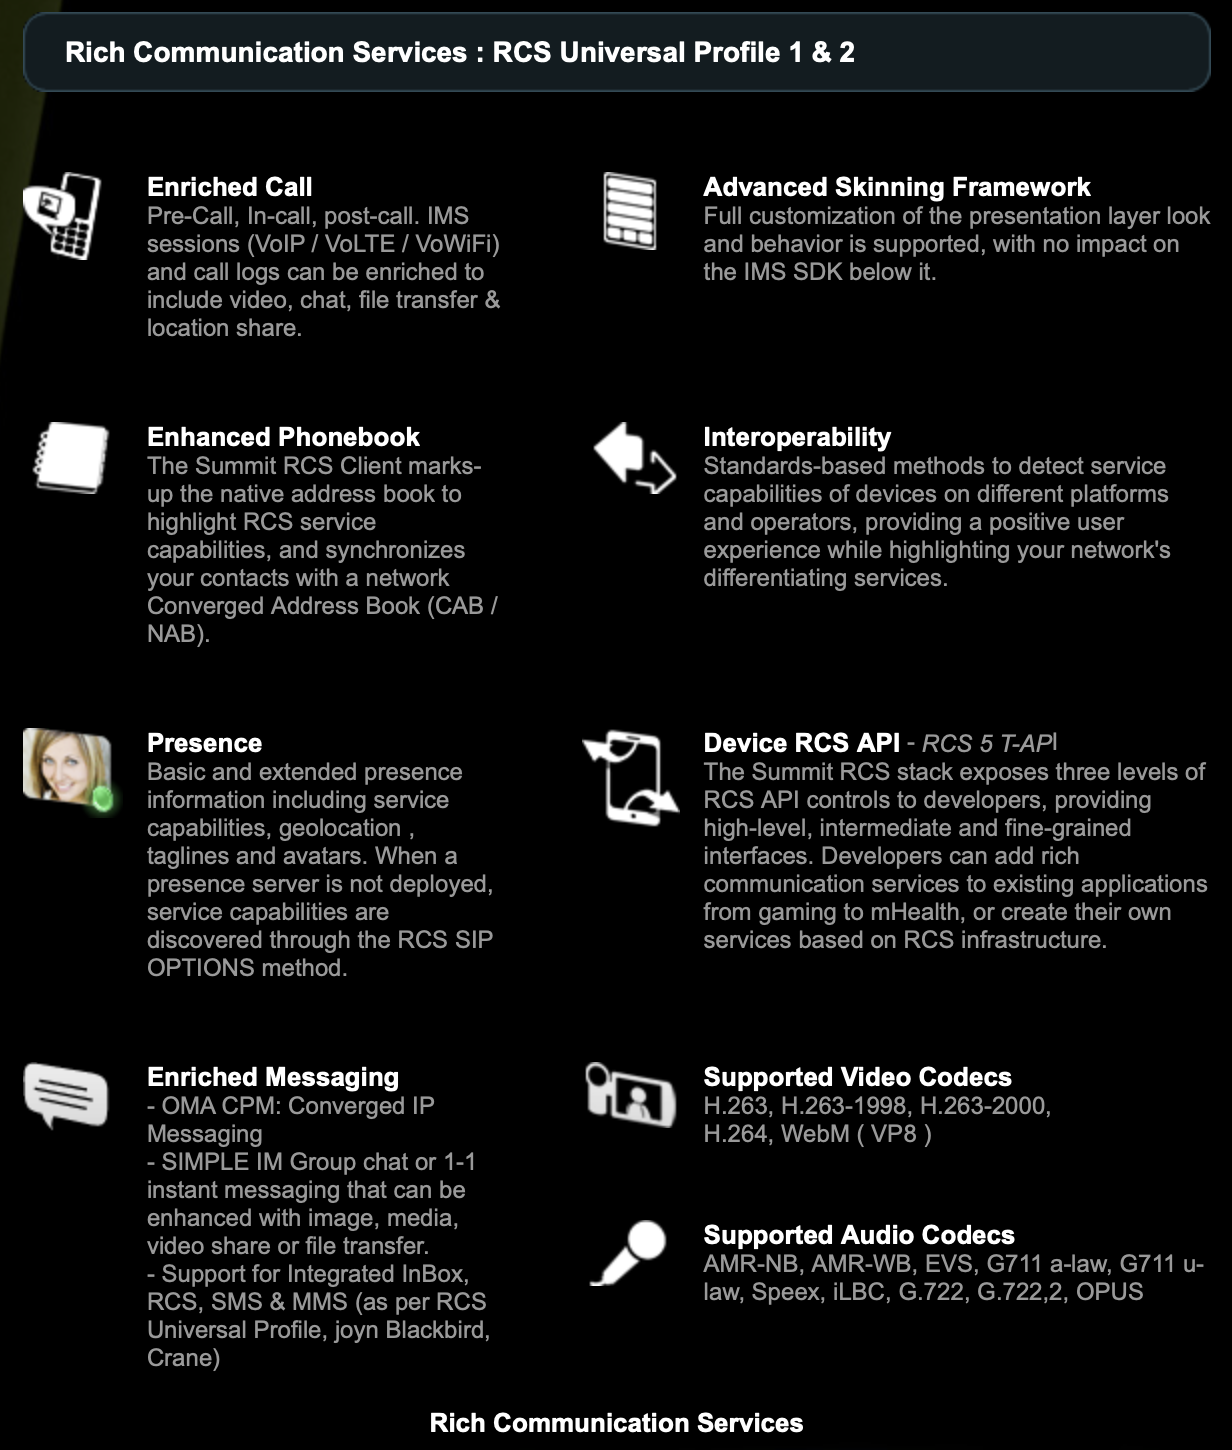 Rich Communication Services : RCS Universal Profile 1 & 2
Enriched Call
Pre-Call, In-call, post-call. IMS
sessions (VoIP / VoLTE / VoWiFi)
and call logs can be enriched to
include video, chat, file transfer &
location share.
Advanced Skinning Framework
Full customization of the presentation layer look
and behavior is supported, with no impact on
the IMS SDK below it.
Enhanced Phonebook
The Summit RCS Client marks-
up the native address book to
highlight RCS service
capabilities, and synchronizes
your contacts with a network
Converged Address Book (CAB /
NAB).
Interoperability
Standards-based methods to detect service
capabilities of devices on different platforms
and operators, providing a positive user
experience while highlighting your network's
differentiating services.
Presence
Basic and extended presence
information including service
capabilities, geolocation ,
taglines and avatars. When a
presence server is not deployed,
service capabilities are
discovered through the RCS SIP
OPTIONS method.
Device RCS API - RCS 5 T-API
The Summit RCS stack exposes three levels of
RCS API controls to developers, providing
high-level, intermediate and fine-grained
interfaces. Developers can add rich
communication services to existing applications
from gaming to mHealth, or create their own
services based on RCS infrastructure.
Enriched Messaging
- OMA CPM: Converged IP
Messaging
- SIMPLE IM Group chat or 1-1
instant messaging that can be
enhanced with image, media,
video share or file transfer.
- Support for Integrated InBox,
RCS, SMS & MMS (as per RCS
Universal Profile, joyn Blackbird,
Crane)
Supported Video Codecs
H.263, H.263-1998, H.263-2000,
H.264, WebM ( VP8 )
Supported Audio Codecs
AMR-NB, AMR-WB, EVS, G711 a-law, G711 u-
law, Speex, iLBC, G.722, G.722,2, OPUS
Rich Communication Services